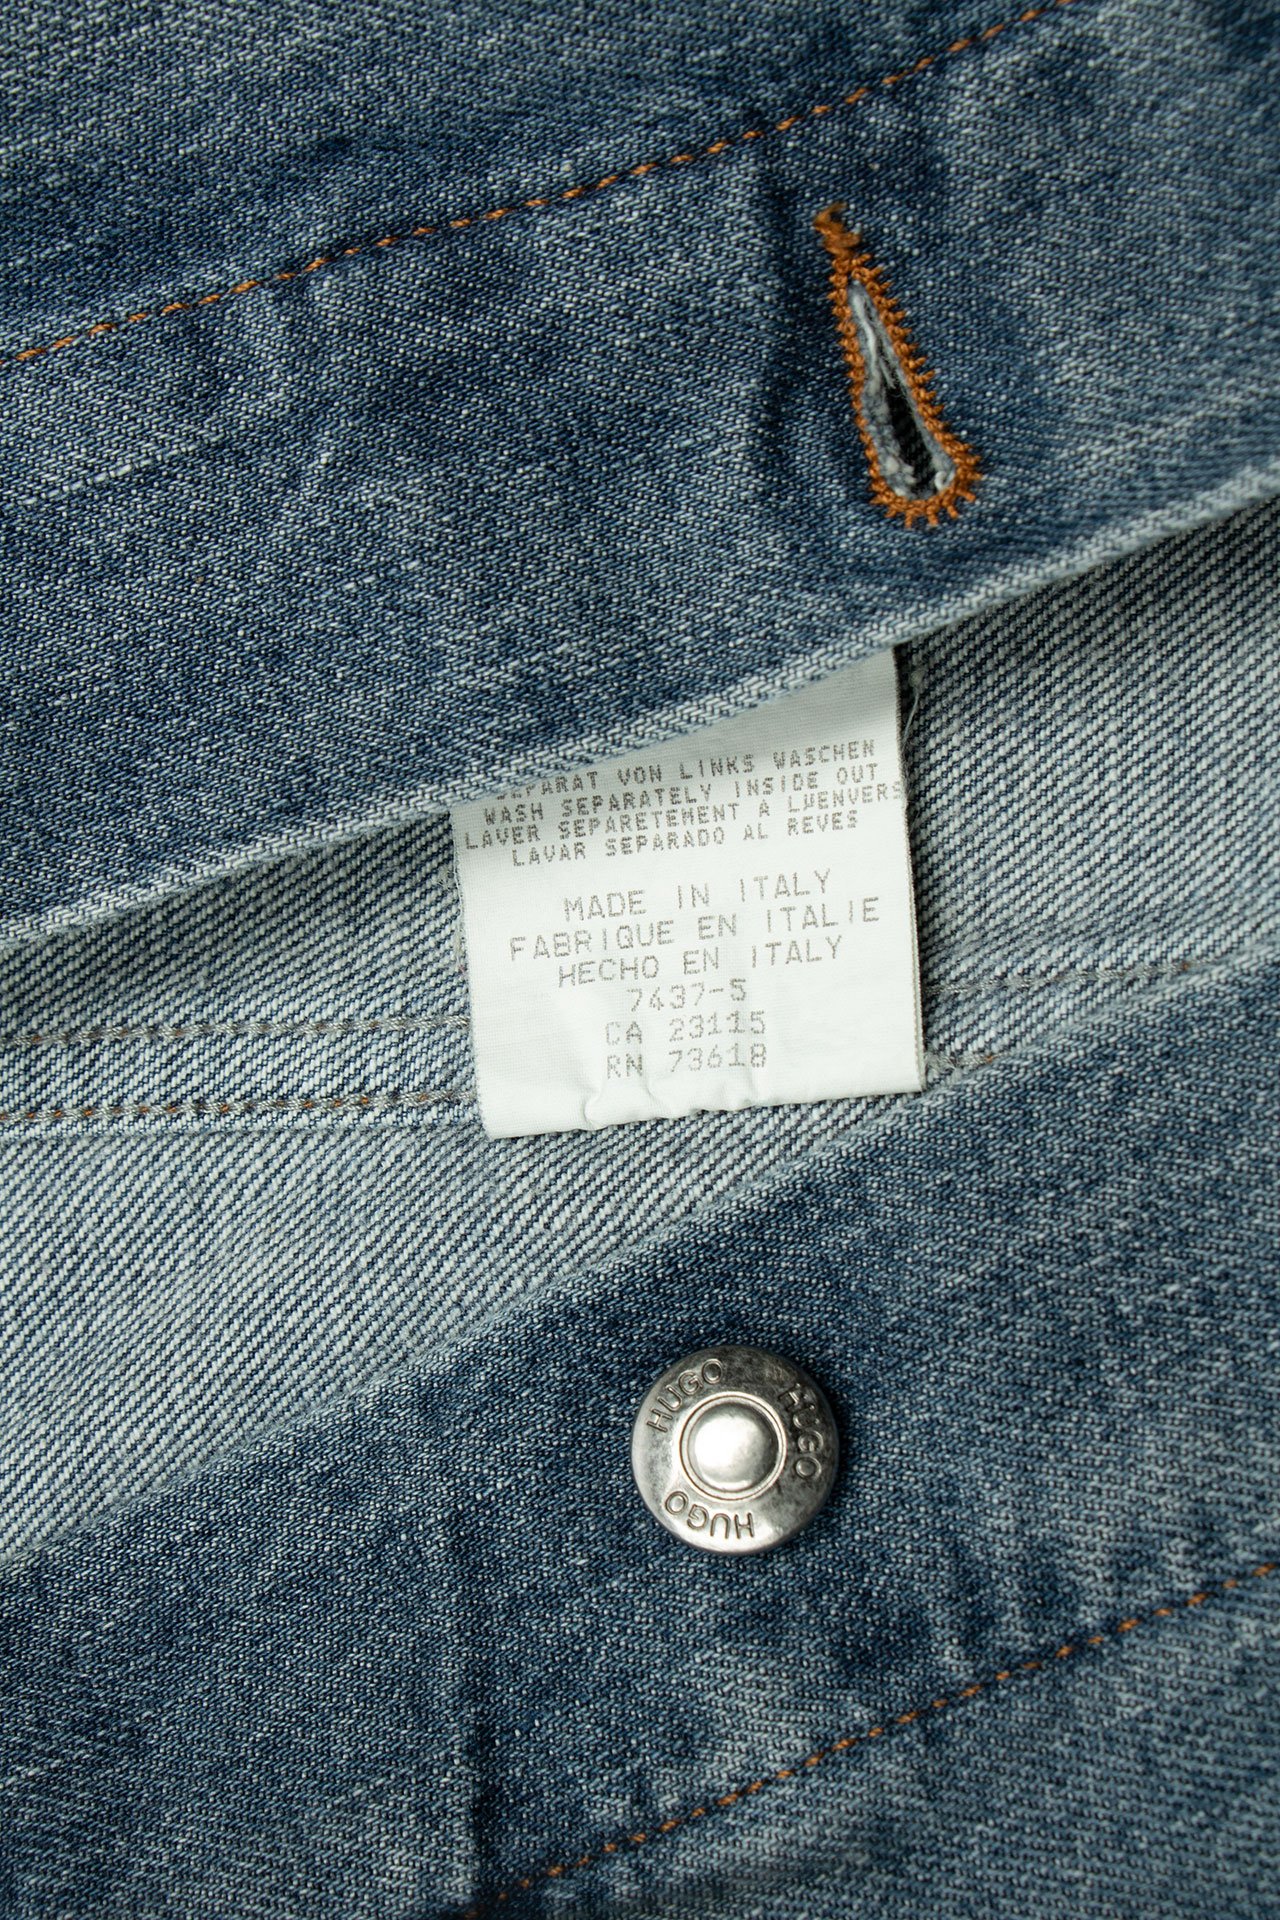 SEPARAT VON LINKS WASCHEN
WASH SEPARATELY INSIDE OUT
LAVER SEPARETEMENT A LWENVERS
LAVAR SEPARADO AL REVES
MADE IN ITALY
FABRIQUE EN ITALIE
HECHO EN ITALY
7437-5
CA 23115
RN 73618
HUGO
HUGO
HUGO